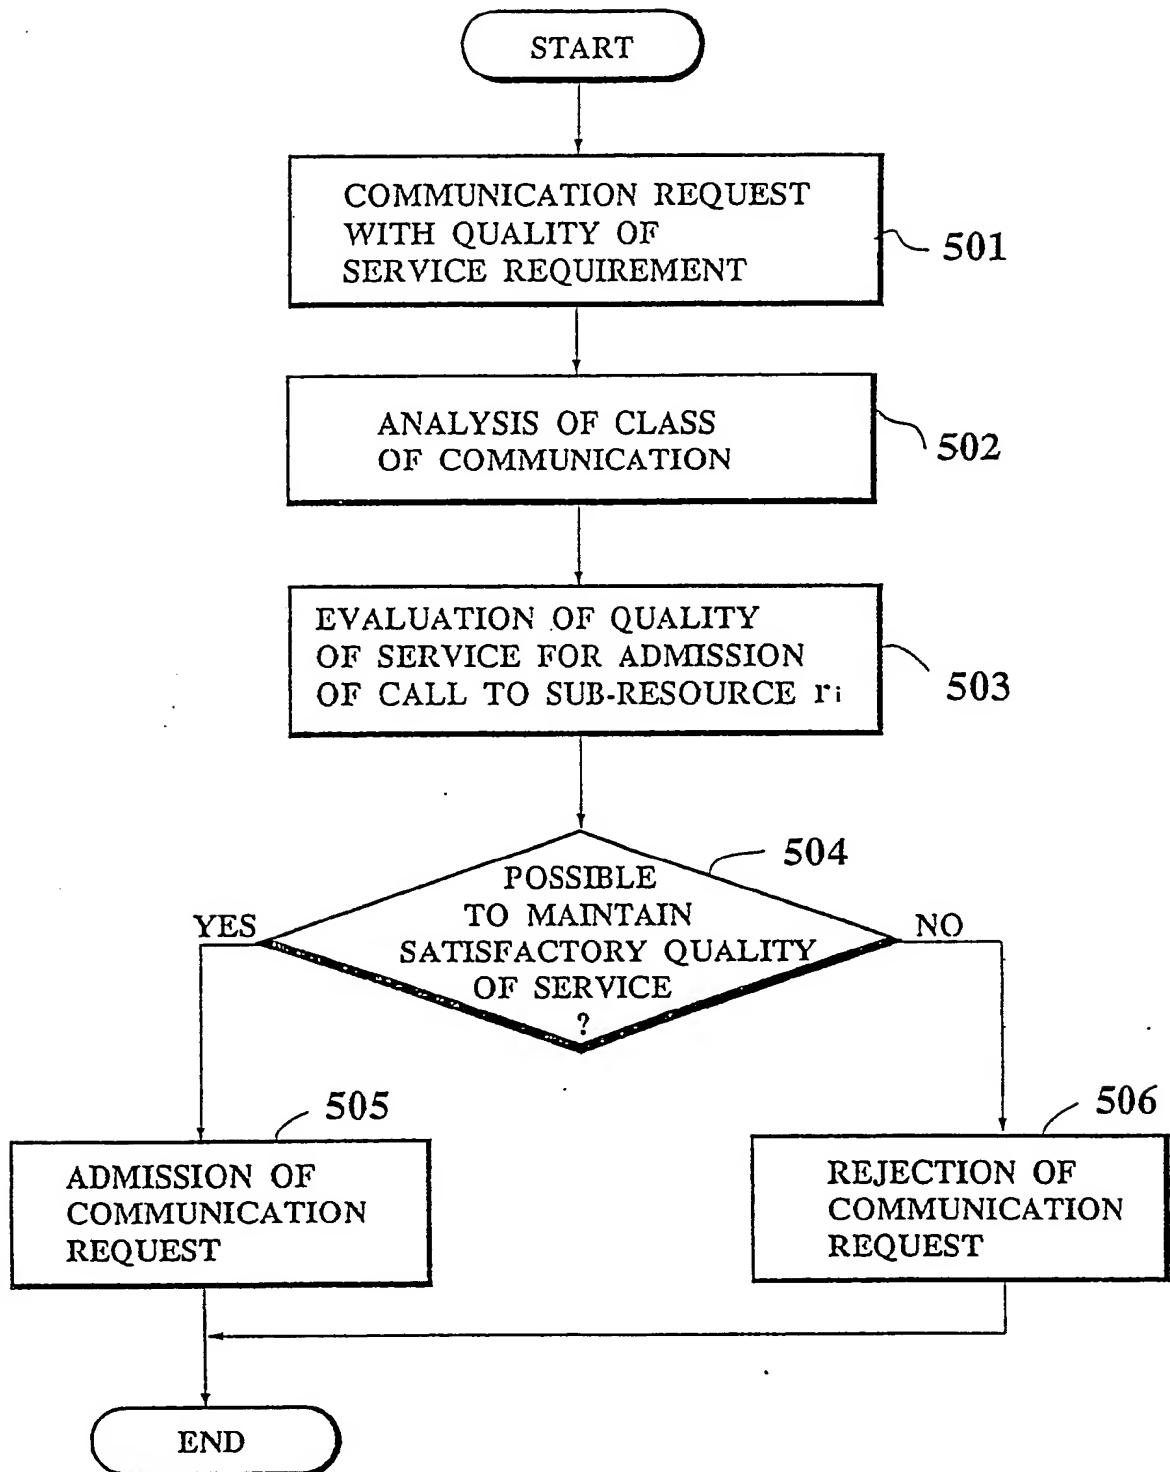 START
COMMUNICATION REQUEST
WITH QUALITY OF
SERVICE REQUIREMENT
501
ANALYSIS OF CLASS
OF COMMUNICATION
502
EVALUATION OF QUALITY
OF SERVICE FOR ADMISSION
OF CALL TO SUB-RESOURCE ri
503
504
POSSIBLE
TO MAINTAIN
SATISFACTORY QUALITY
OF SERVICE
?
YES
NO
505
ADMISSION OF
COMMUNICATION
REQUEST
506
REJECTION OF
COMMUNICATION
REQUEST
END